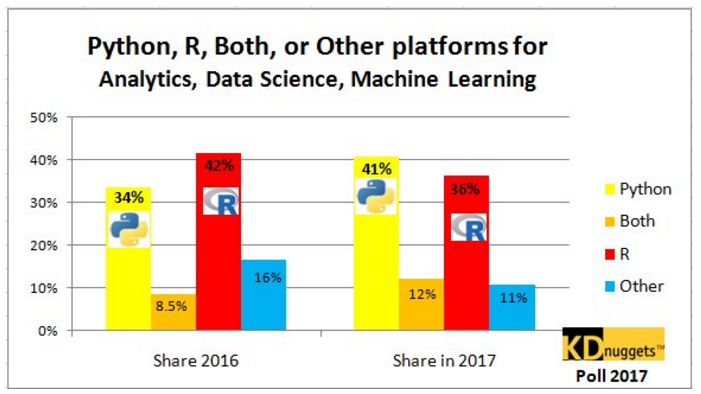 Python, R, Both, or Other platforms for
Analytics, Data Science, Machine Learning
50%
40%
30%
20%
10%
0%
34%
8.5%
42%
R
16%
41%
12%
36%
R
11%
Share 2016
Share in 2017
Python
Both
R
Other
KDnuggets™
Poll 2017